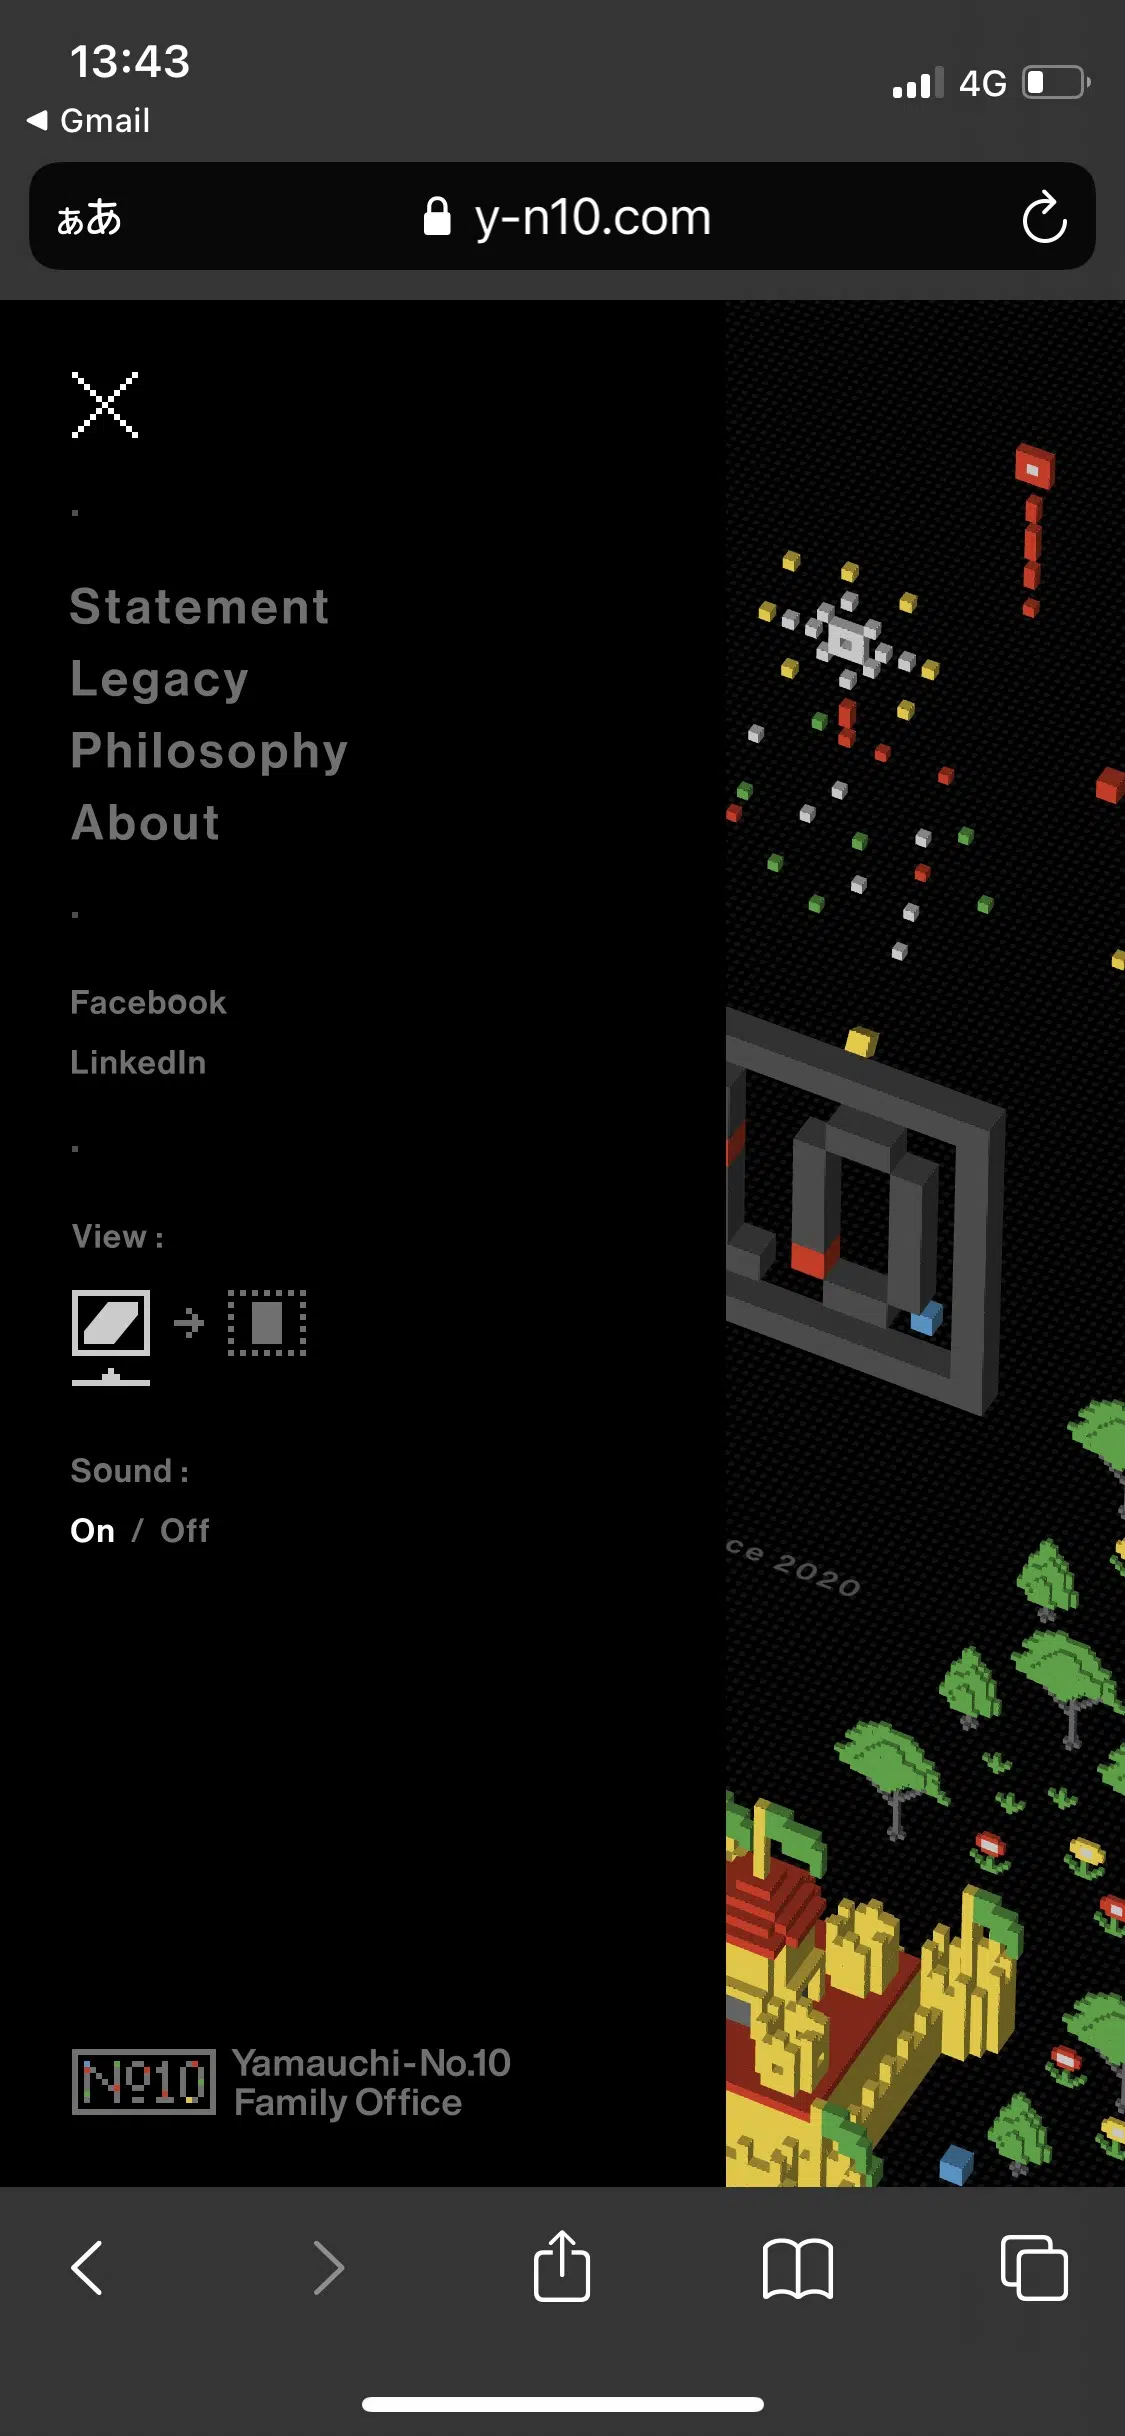 13:43
4G
◀ Gmail
ぁあ
y-n10.com
Statement
Legacy
Philosophy
About
Facebook
LinkedIn
View :
Sound :
On / Off
ce 2020
No10
Yamauchi-No.10
Family Office